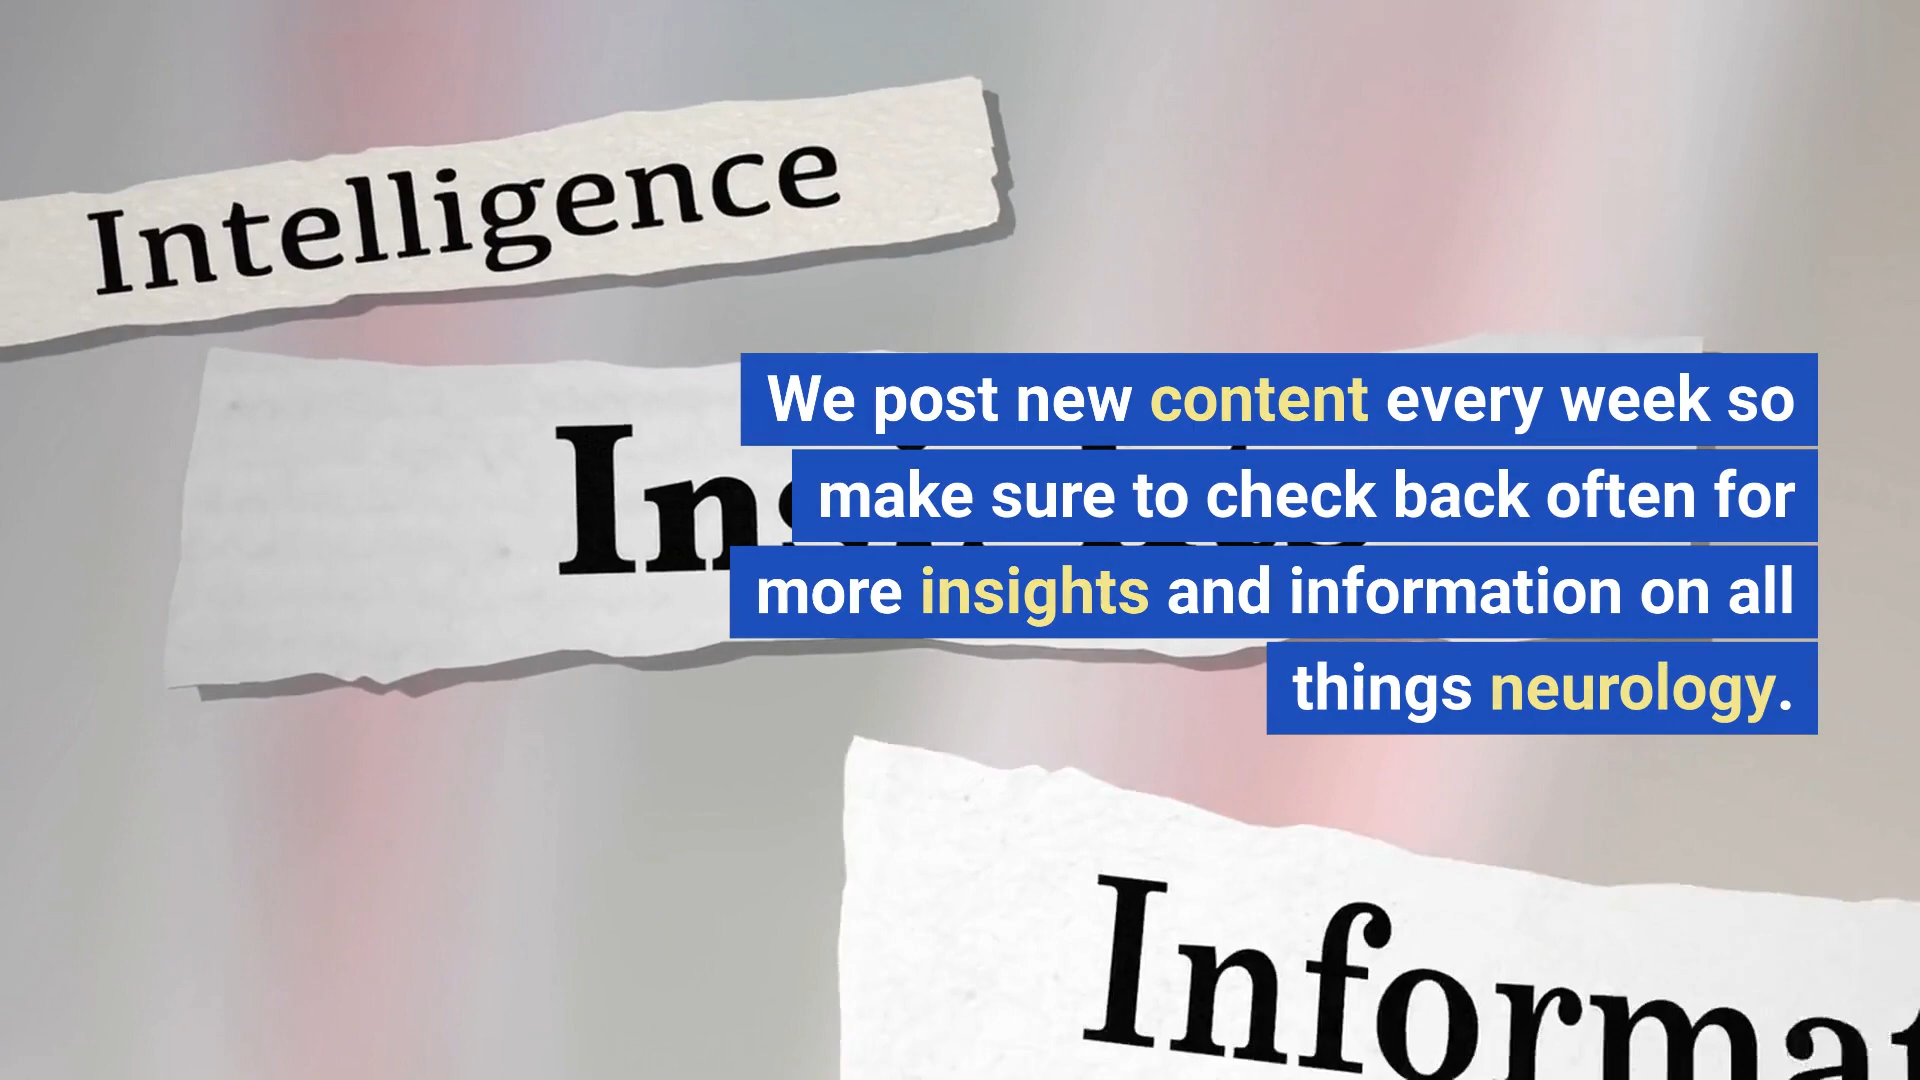 Intelligence
We post new content every week so
make sure to check back often for
more insights and information on all
things neurology.